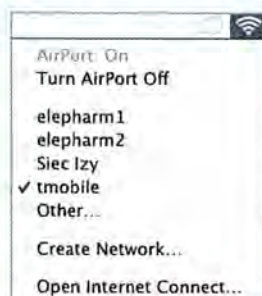 AirPort: On
Turn AirPort Off
elepharm1
elepharm2
Siec Izy
✓ tmobile
Other...
Create Network...
Open Internet Connect...